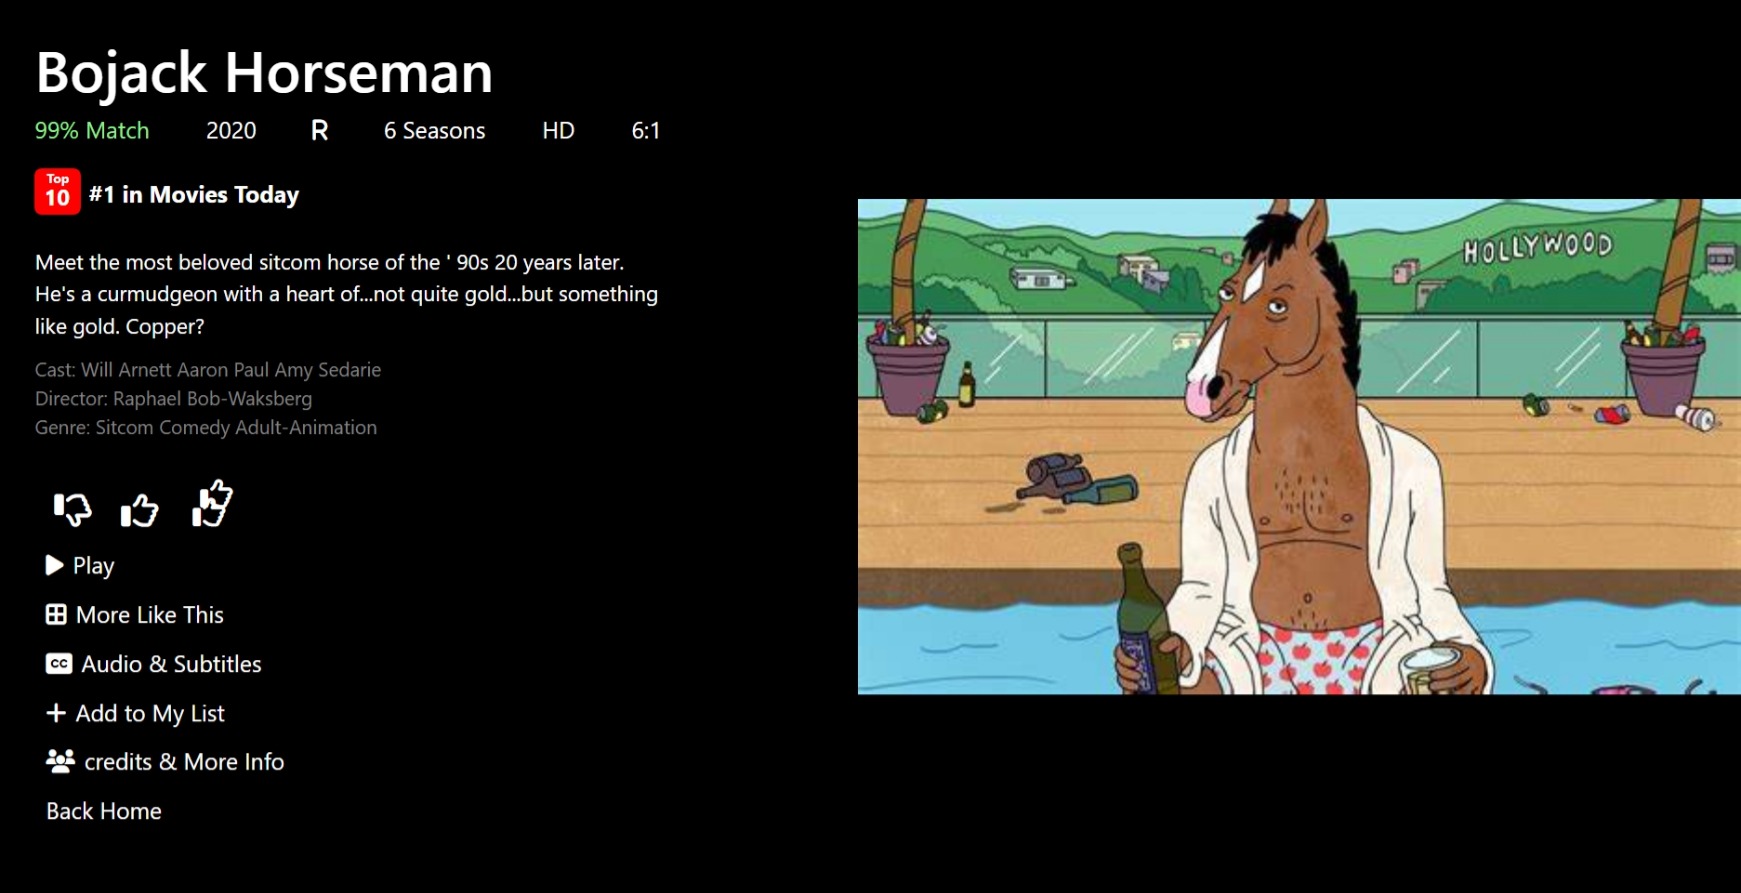 Bojack Horseman
99% Match 2020 R 6 Seasons HD 6:1
Top
10
#1 in Movies Today
Meet the most beloved sitcom horse of the ' 90s 20 years later.
He's a curmudgeon with a heart of...not quite gold...but something
like gold. Copper?
Cast: Will Arnett Aaron Paul Amy Sedarie
Director: Raphael Bob-Waksberg
Genre: Sitcom Comedy Adult-Animation
HOLLYWOOD
Play
More Like This
CC Audio & Subtitles
Add to My List
credits & More Info
Back Home